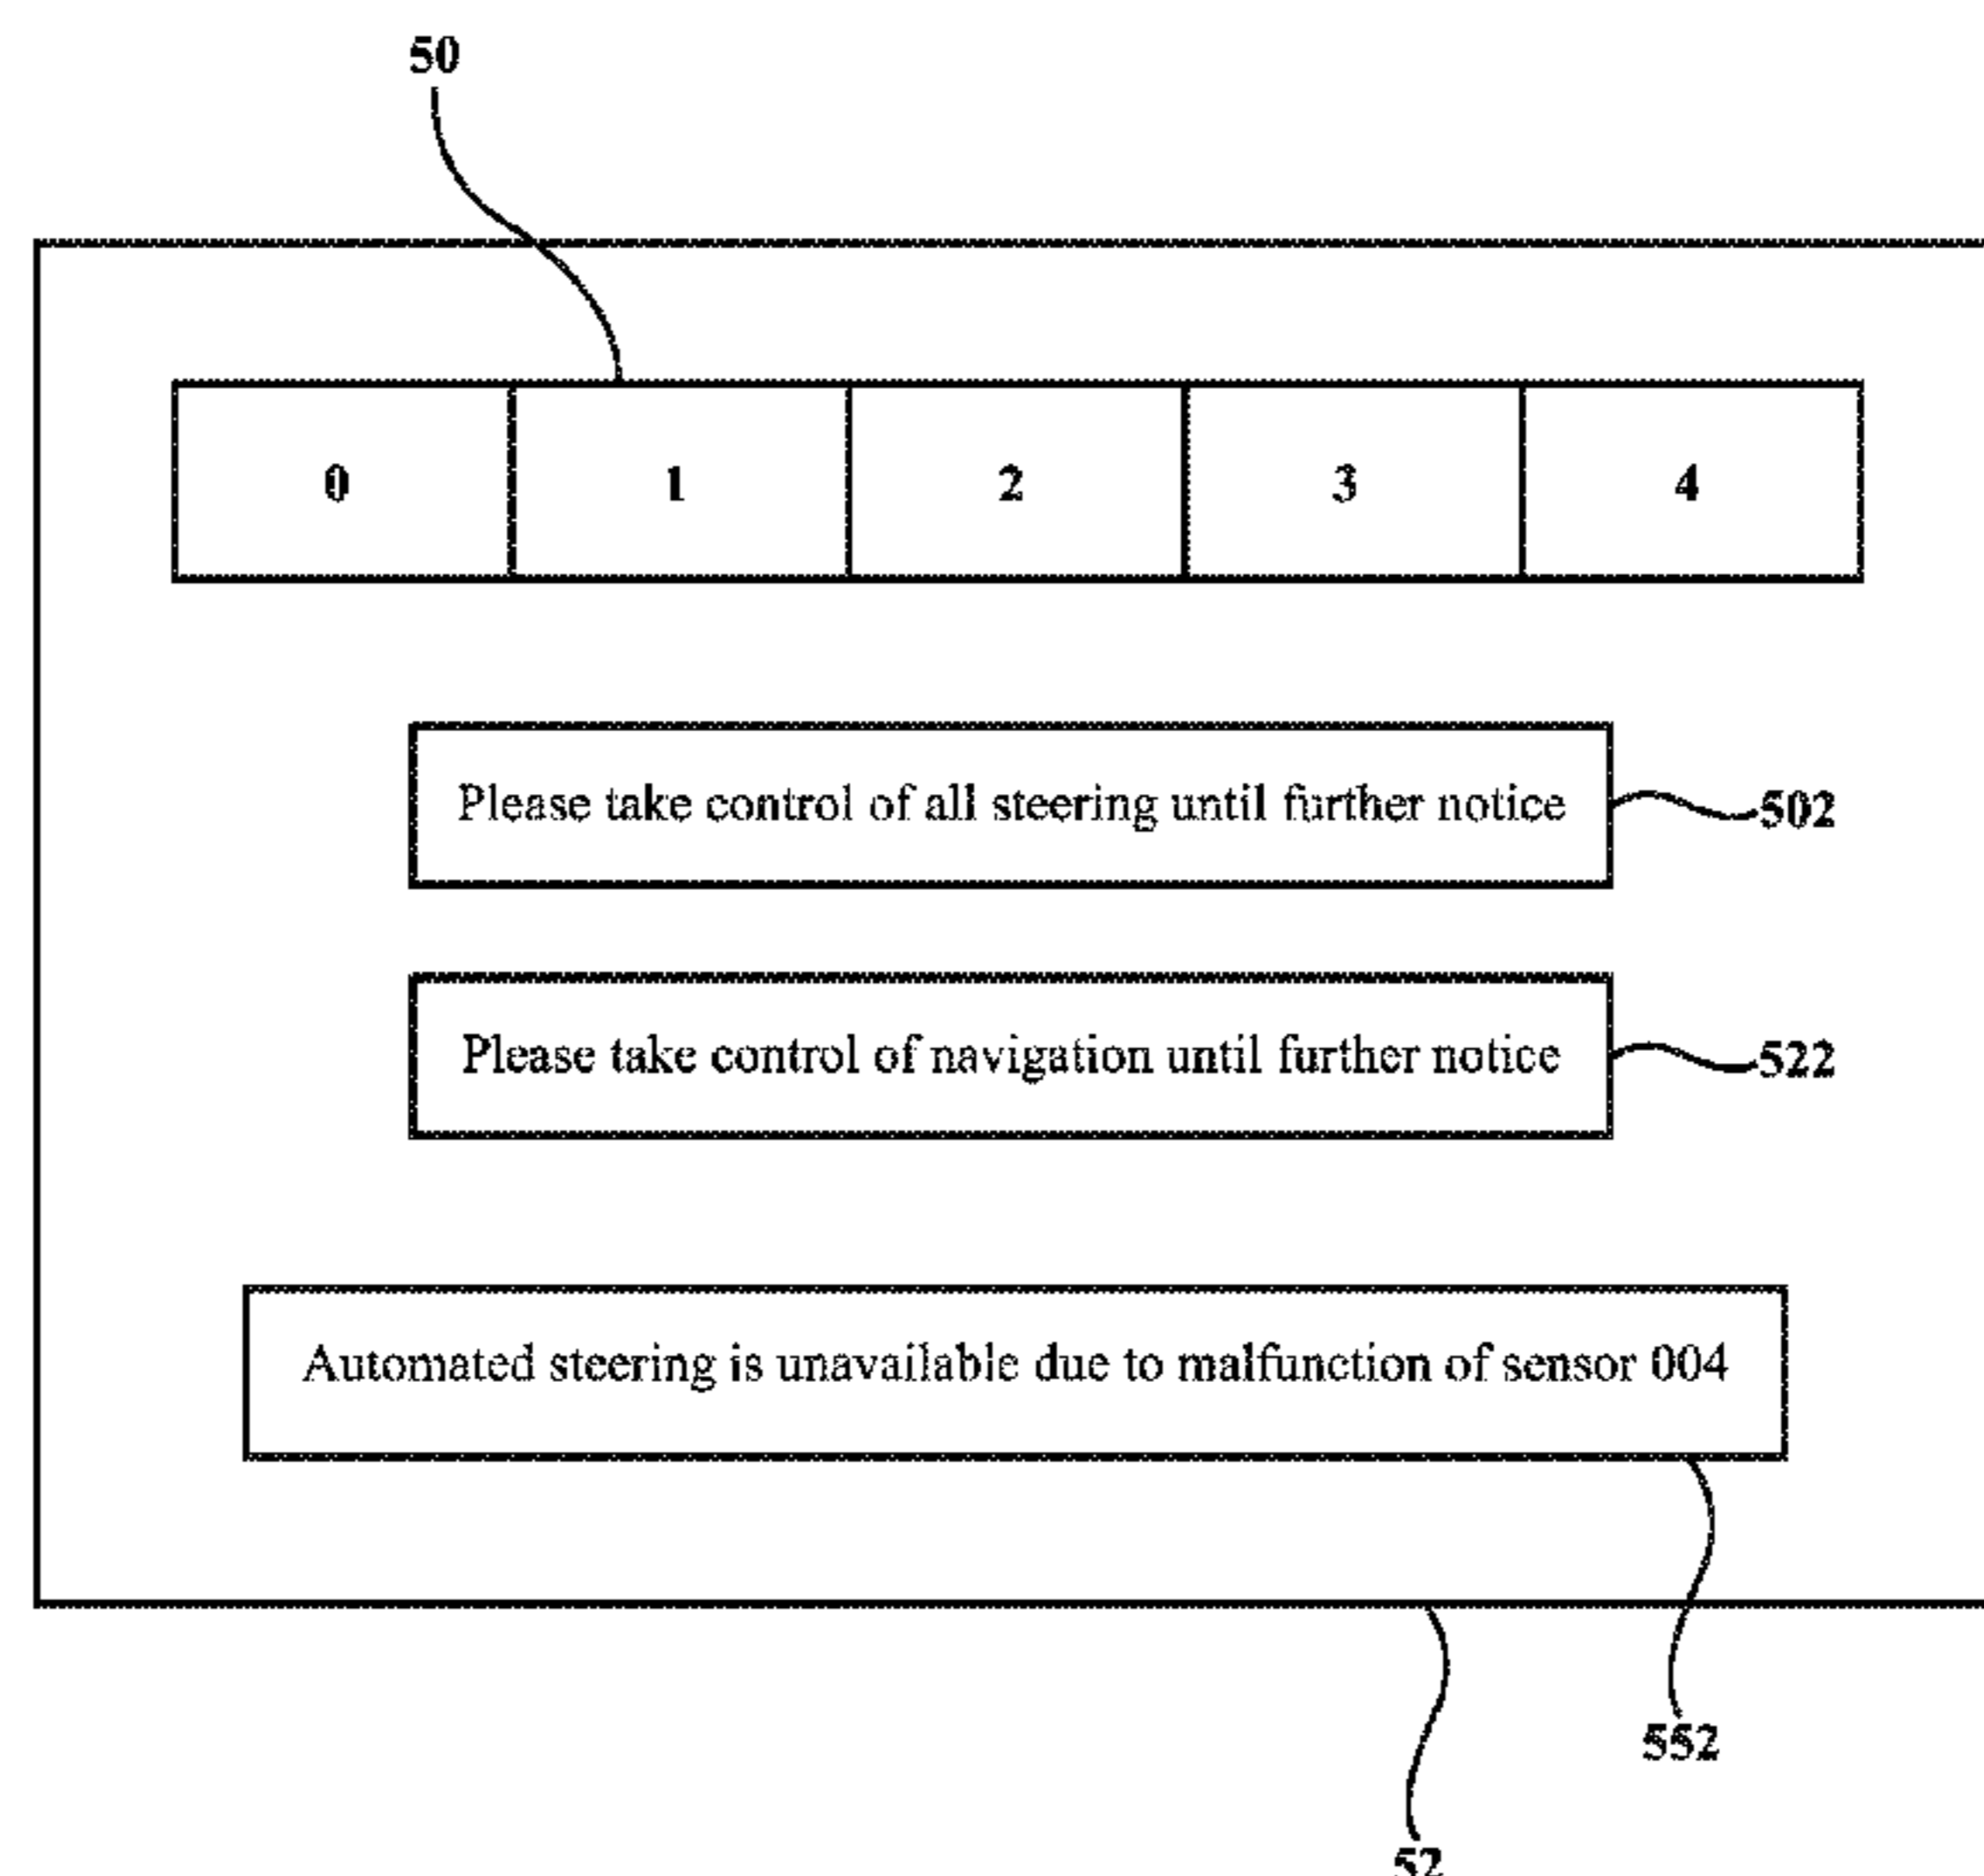 50
0 1 2 3 4
Please take control of all steering until further notice
502
Please take control of navigation until further notice
522
Automated steering is unavailable due to malfunction of sensor 004
552
52